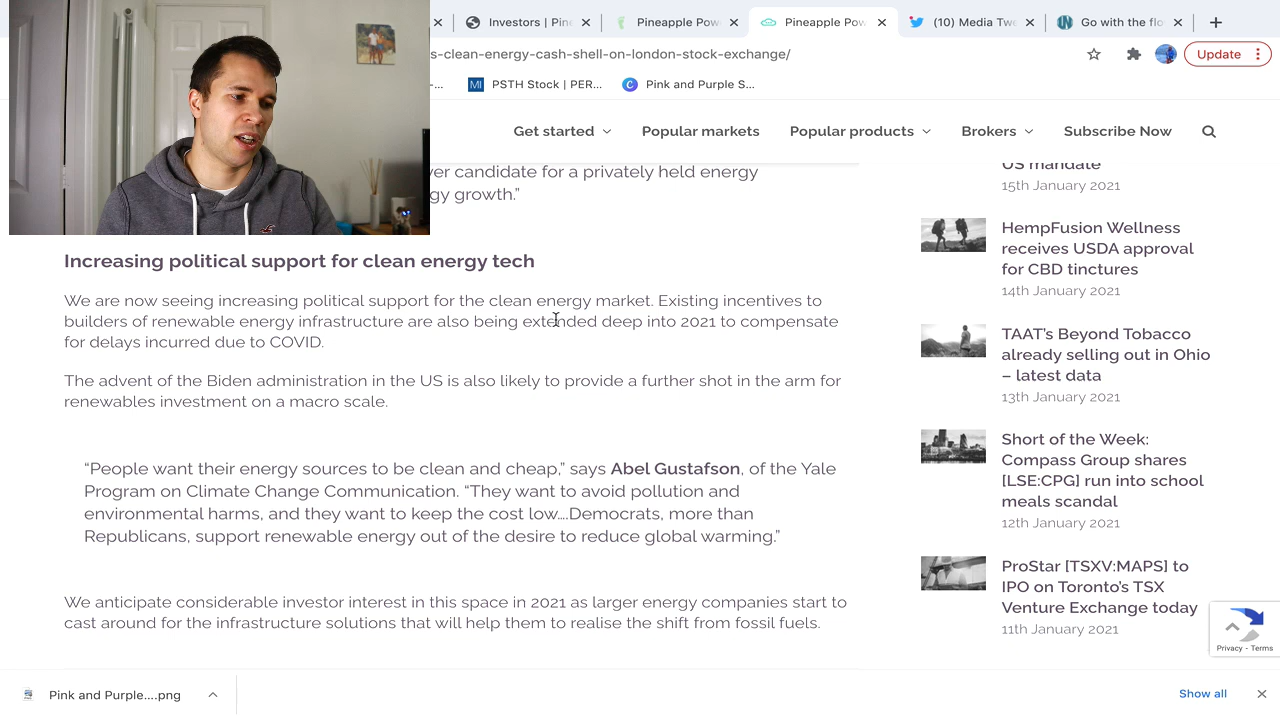 Investors | Pin
Pineapple Pow
Pineapple Pow
(10) Media Twe
Go with the flo
s-clean-energy-cash-shell-on-london-stock-exchange/
Update
PSTH Stock | PER...
Pink and Purple S...
Get started
Popular markets
Popular products
Brokers
Subscribe Now
ver candidate for a privately held energy
gy growth.”
Increasing political support for clean energy tech
We are now seeing increasing political support for the clean energy market. Existing incentives to
builders of renewable energy infrastructure are also being extended deep into 2021 to compensate
for delays incurred due to COVID.
The advent of the Biden administration in the US is also likely to provide a further shot in the arm for
renewables investment on a macro scale.
“People want their energy sources to be clean and cheap,” says Abel Gustafson, of the Yale
Program on Climate Change Communication. “They want to avoid pollution and
environmental harms, and they want to keep the cost low….Democrats, more than
Republicans, support renewable energy out of the desire to reduce global warming.”
We anticipate considerable investor interest in this space in 2021 as larger energy companies start to
cast around for the infrastructure solutions that will help them to realise the shift from fossil fuels.
US mandate
15th January 2021
HempFusion Wellness
receives USDA approval
for CBD tinctures
14th January 2021
TAAT’s Beyond Tobacco
already selling out in Ohio
– latest data
13th January 2021
Short of the Week:
Compass Group shares
[LSE:CPG] run into school
meals scandal
12th January 2021
ProStar [TSXV:MAPS] to
IPO on Toronto’s TSX
Venture Exchange today
11th January 2021
Privacy - Terms
Pink and Purple....png
Show all